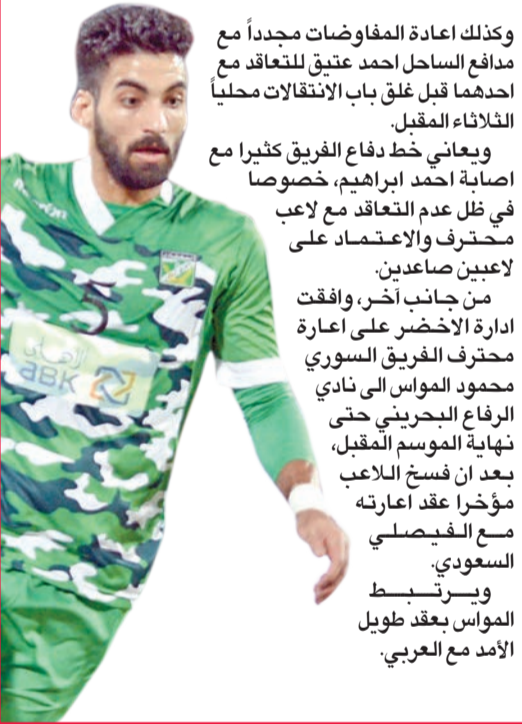 وكذلك اعادة المفاوضات مجدداً مع
مدافع الساحل احمد عتيق للتعاقد مع
احدهما قبل غلق باب الانتقالات محلياً
الثلاثاء المقبل.
ويعاني خط دفاع الفريق كثيرا مع
اصابة احمد ابراهيم، خصوصا
في ظل عدم التعاقد مع لاعب
محترف والاعتماد على
لاعبين صاعدين.
من جانب آخر، وافقت
ادارة الاخضر على اعارة
محترف الفريق السوري
محمود المواس الى نادي
الرفاع البحريني حتى
نهاية الموسم المقبل،
بعد ان فسخ اللاعب
مؤخرا عقد اعارته
مع الفيصلي
السعودي.
ويرتبط
المواس بعقد طويل
الأمد مع العربي.
5
الأهلي
ABK